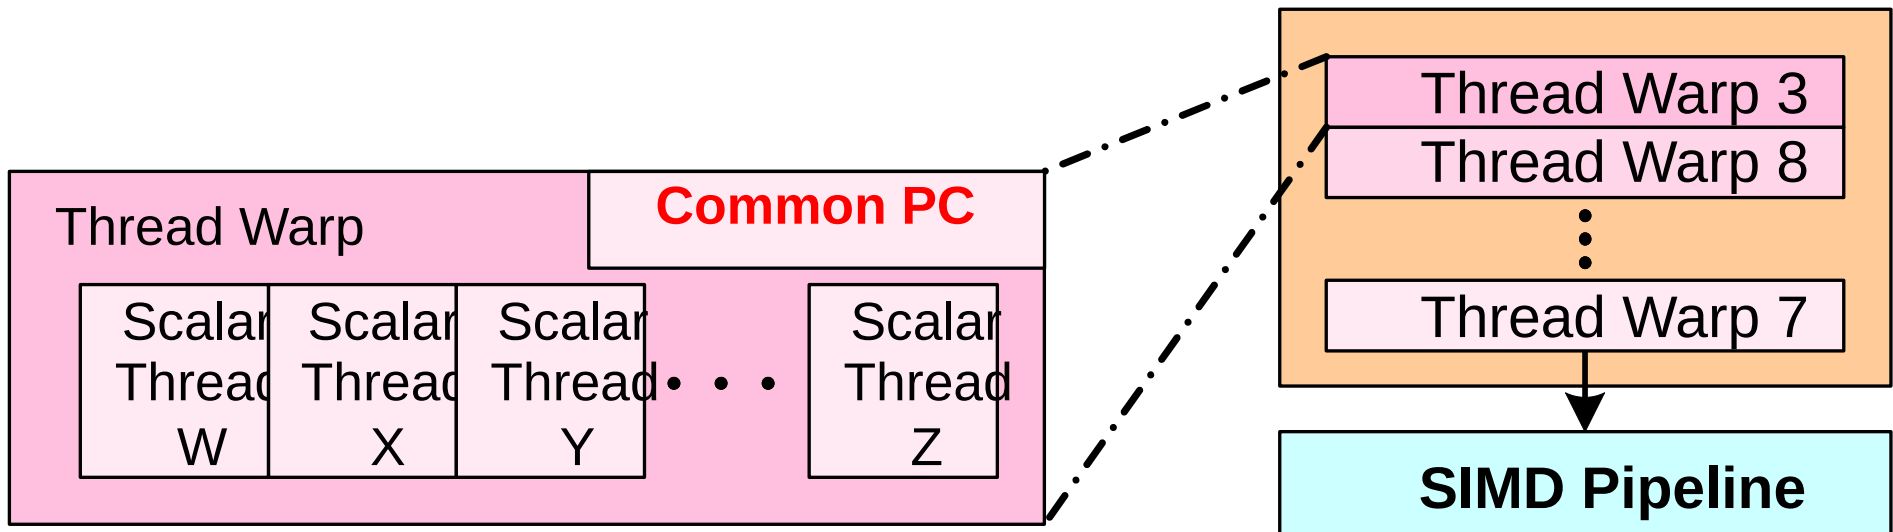 Thread Warp
Common PC
Scalar
Thread
W
Scalar
Thread
X
Scalar
Thread
Y
Scalar
Thread
Z
Thread Warp 3
Thread Warp 8
Thread Warp 7
SIMD Pipeline